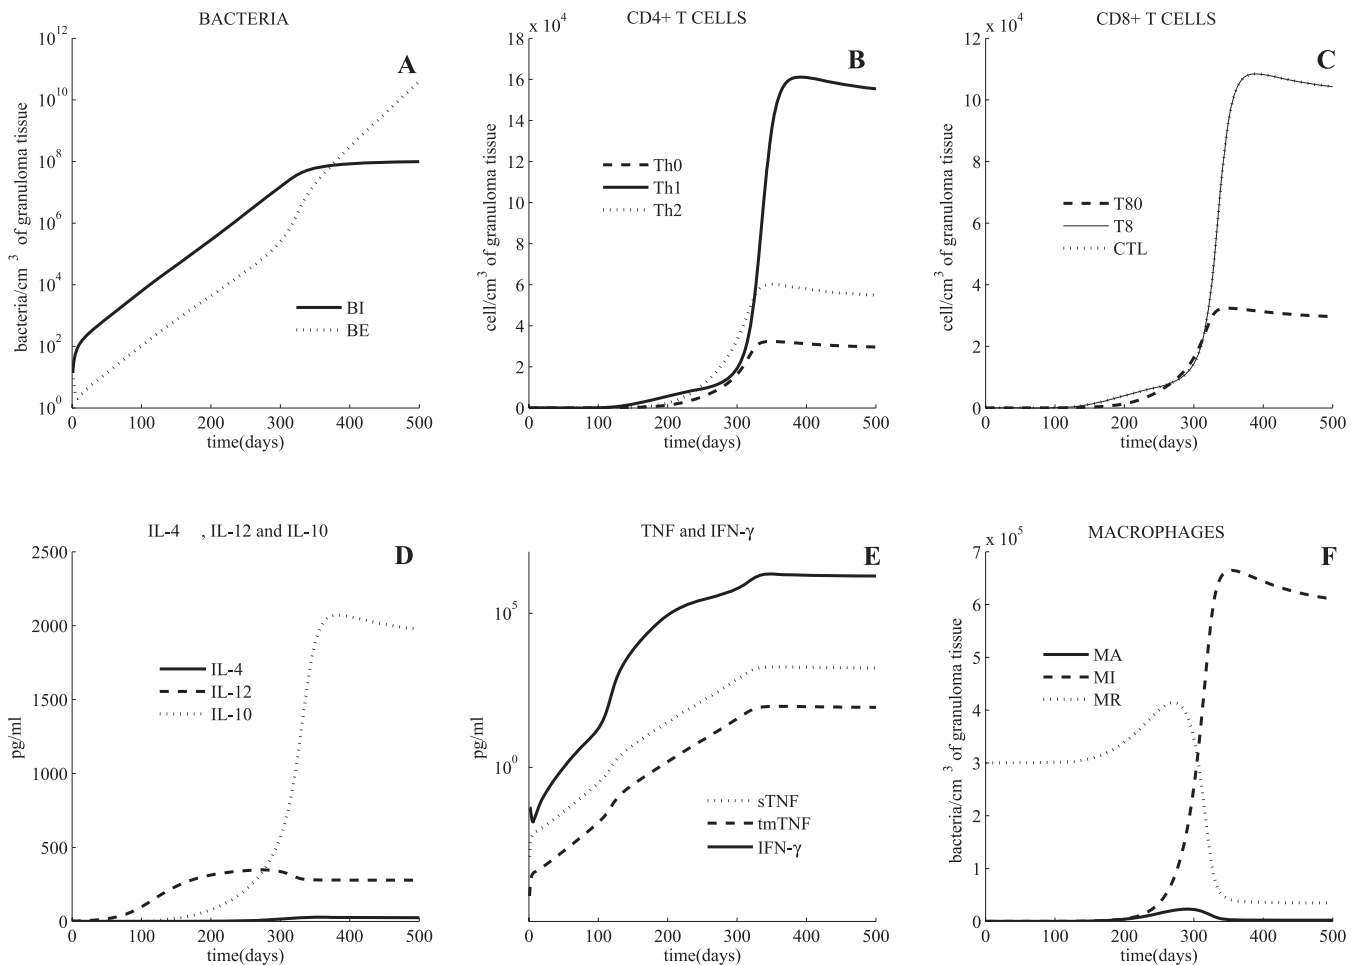 BACTERIA
A
bacteria/cm 3 of granuloma tissue
10^12
10^10
10^8
10^6
10^4
10^2
10^0
BI
BE
0 100 200 300 400 500
time(days)
CD4+ T CELLS
x 10^4
B
cell/cm^3 of granuloma tissue
18
16
14
12
10
8
6
4
2
0
Th0
Th1
Th2
0 100 200 300 400 500
time(days)
CD8+ T CELLS
x 10^4
C
cell/cm^3 of granuloma tissue
12
10
8
6
4
2
0
T80
T8
CTL
0 100 200 300 400 500
time(days)
IL-4 , IL-12 and IL-10
D
pg/ml
2500
2000
1500
1000
500
0
IL-4
IL-12
IL-10
0 100 200 300 400 500
time(days)
TNF and IFN-γ
E
pg/ml
10^5
10^0
sTNF
tmTNF
IFN-γ
0 100 200 300 400 500
time(days)
MACROPHAGES
x 10^5
F
bacteria/cm 3 of granuloma tissue
7
6
5
4
3
2
1
0
MA
MI
MR
0 100 200 300 400 500
time(days)